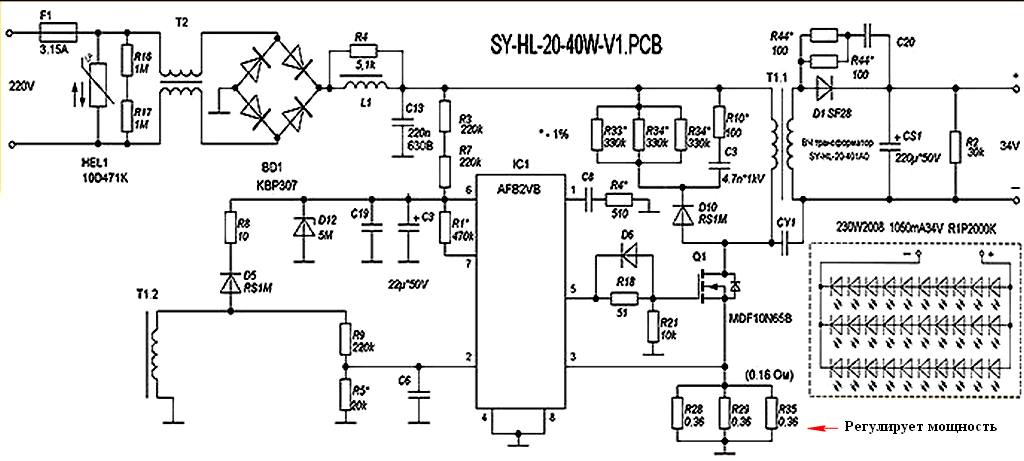 SY-HL-20-40W-V1.PCB
F1
3.15A
T2
220V
R16
1M
R17
1M
HEL1
10D471K
BD1
KBP307
R4
5,1k
L1
C13
220n
630B
R3
220k
R7
220k
* - 1%
R33*
330k
R34*
330k
R34*
330k
R10*
100
C3
4.7n*1kV
T1.1
R44*
100
R44*
100
C20
D1 SF28
ВЧ трансформатор
SY-HL-20-401A0
+ CS1
220µ*50V
R2
30k
+
34V
−
IC1
AFB2VB
6
1
7
5
2
3
4
8
C8
R4*
510
D10
RS1M
CY1
R8
10
D12
5M
C19
+ C3
22µ*50V
R1*
470k
D5
RS1M
T1.2
R9
220k
R5*
20k
C6
D6
R18
51
R21
10k
Q1
MDF10N65B
(0.16 Ом)
R28
0,36
R29
0,36
R35
0,36
Регулирует мощность
230W2008 1050mA34V R1P2000K
− +